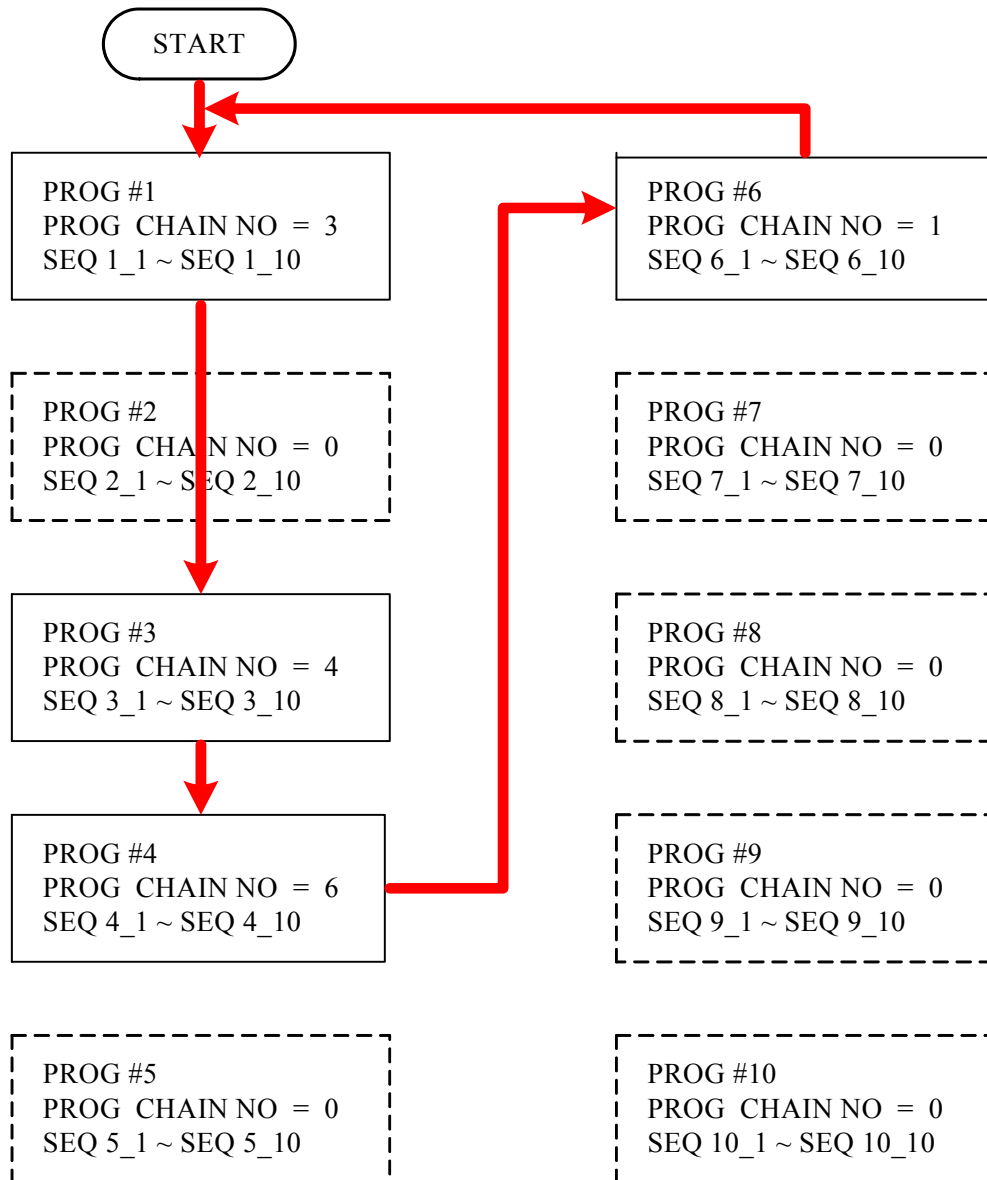 START
PROG #1
PROG CHAIN NO = 3
SEQ 1_1 ~ SEQ 1_10
PROG #2
PROG CHAIN NO = 0
SEQ 2_1 ~ SEQ 2_10
PROG #3
PROG CHAIN NO = 4
SEQ 3_1 ~ SEQ 3_10
PROG #4
PROG CHAIN NO = 6
SEQ 4_1 ~ SEQ 4_10
PROG #5
PROG CHAIN NO = 0
SEQ 5_1 ~ SEQ 5_10
PROG #6
PROG CHAIN NO = 1
SEQ 6_1 ~ SEQ 6_10
PROG #7
PROG CHAIN NO = 0
SEQ 7_1 ~ SEQ 7_10
PROG #8
PROG CHAIN NO = 0
SEQ 8_1 ~ SEQ 8_10
PROG #9
PROG CHAIN NO = 0
SEQ 9_1 ~ SEQ 9_10
PROG #10
PROG CHAIN NO = 0
SEQ 10_1 ~ SEQ 10_10